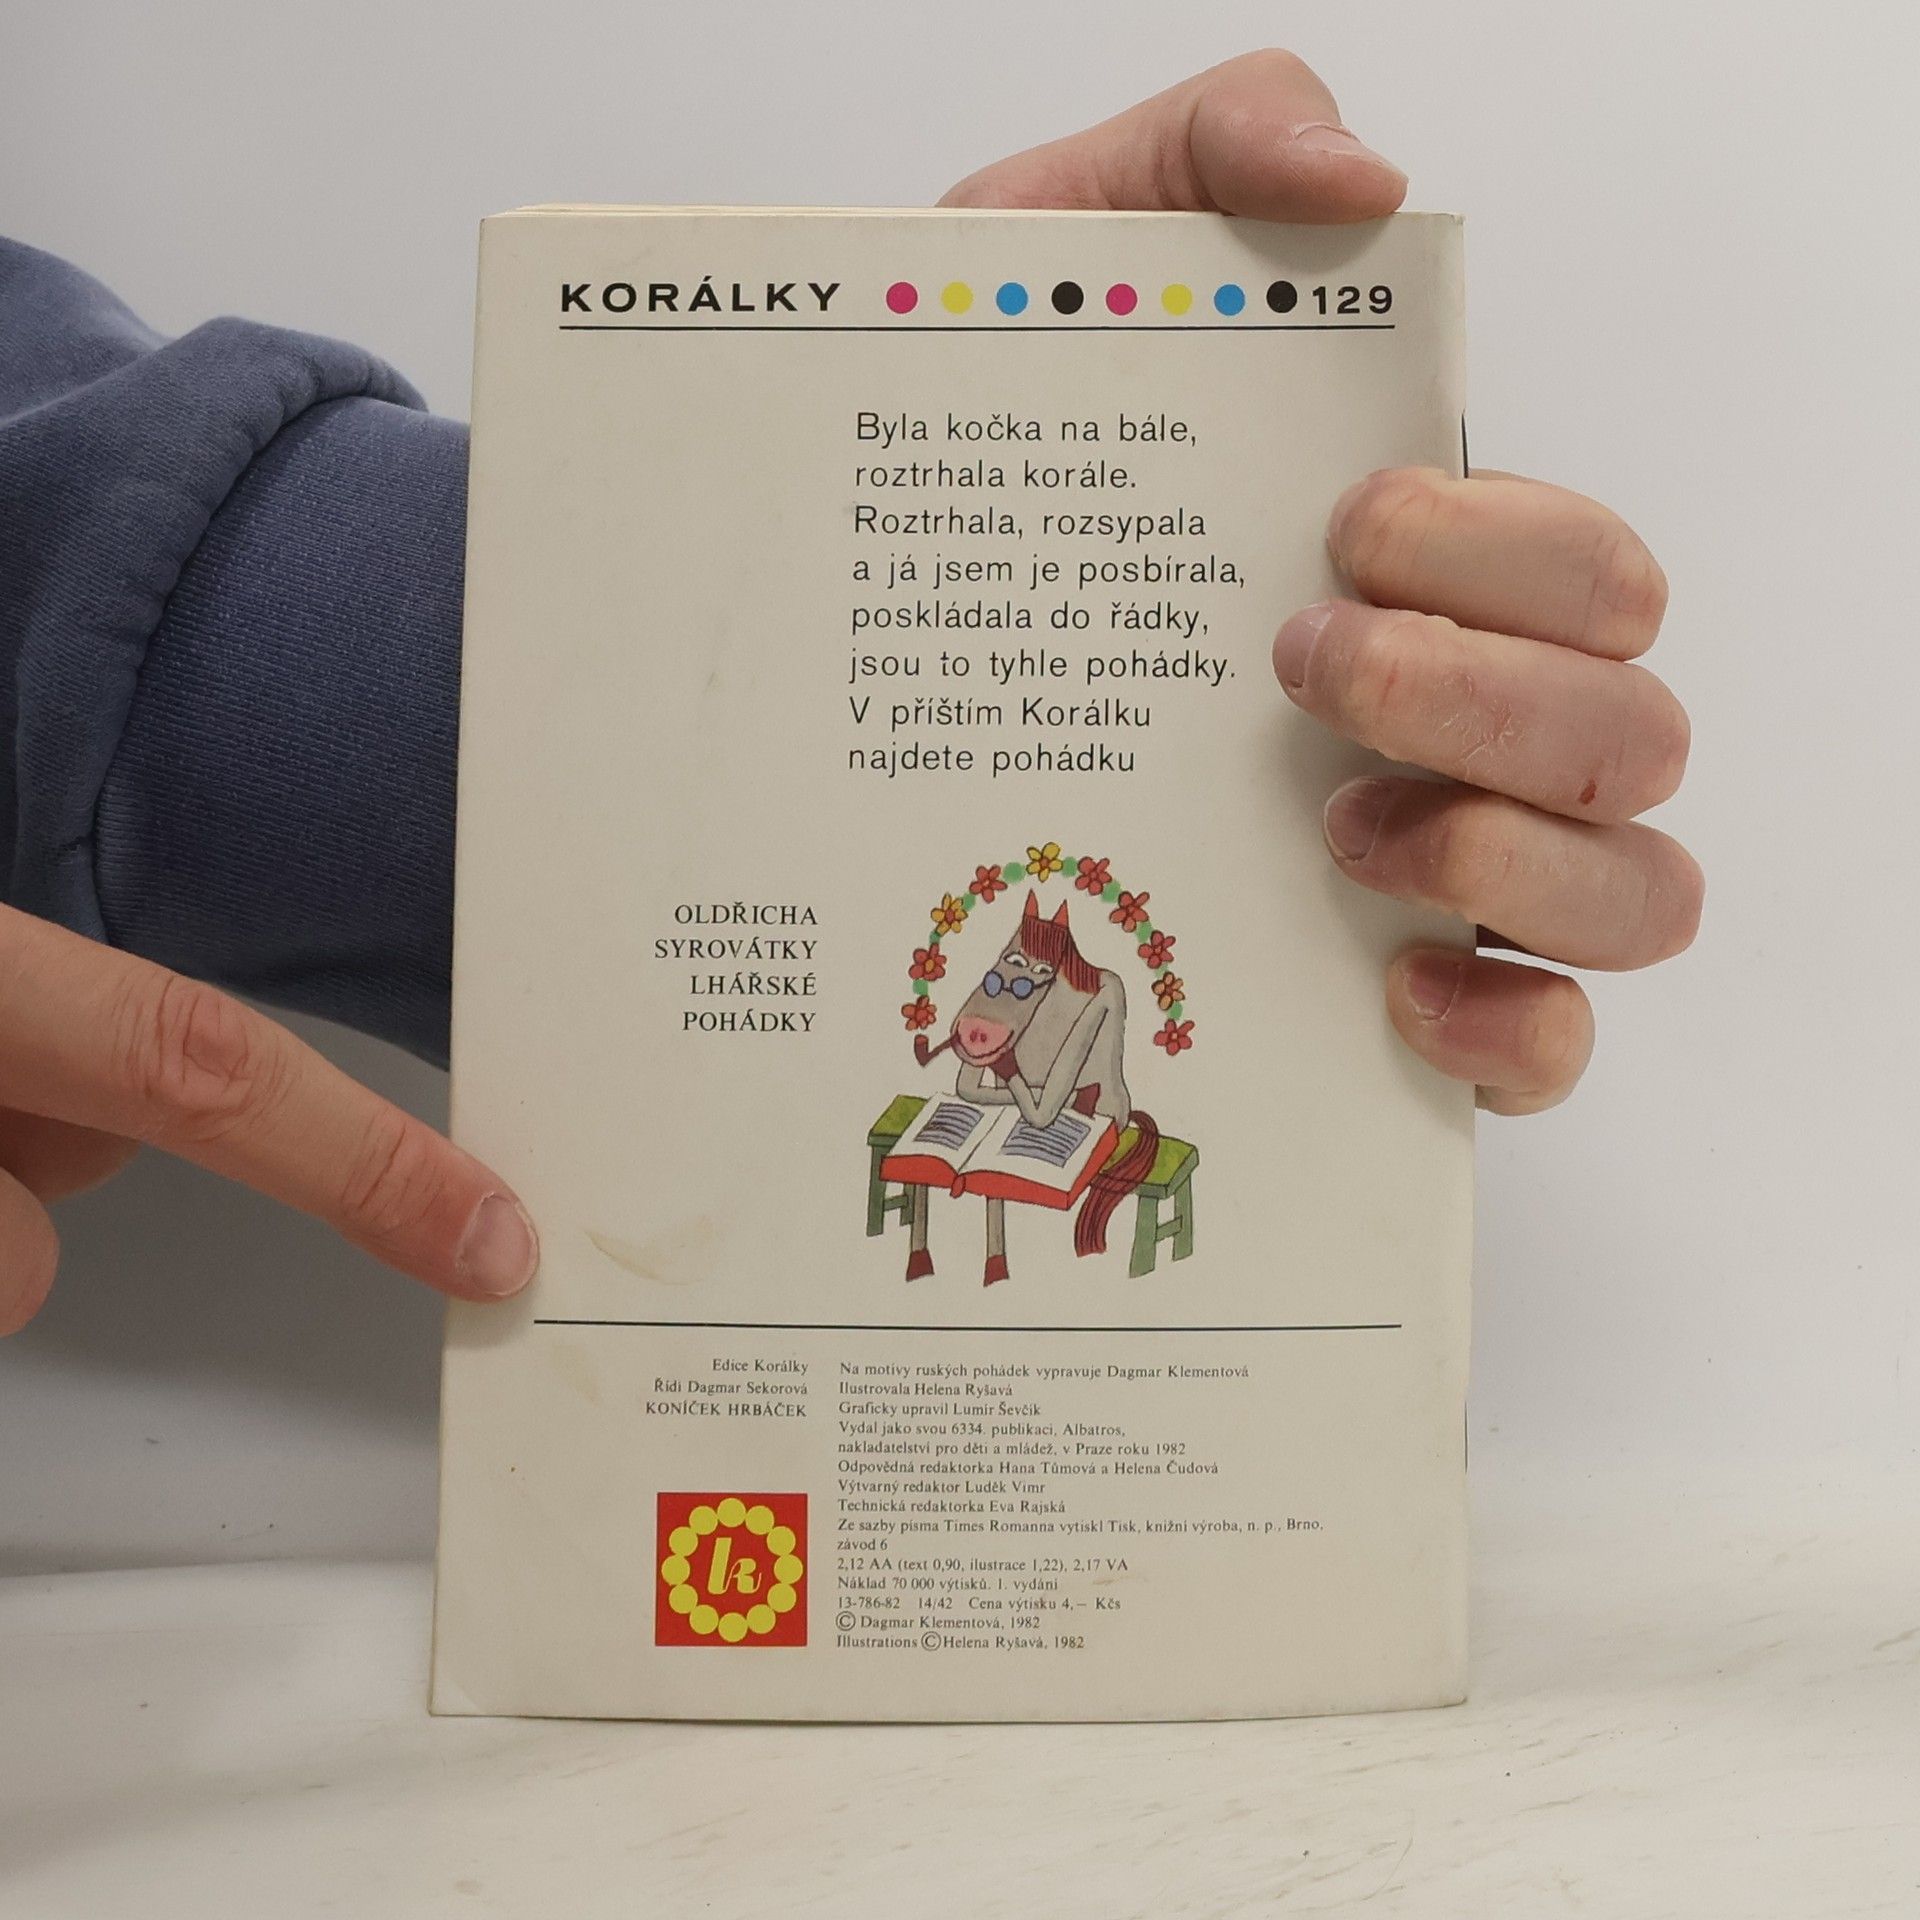 KORÁLKY 129
Byla kočka na bále,
roztrhala korále.
Roztrhala, rozsypala
a já jsem je posbírala,
poskládala do řádky,
jsou to tyhle pohádky.
V příštím Korálku
najdete pohádku
OLDŘICHA
SYROVÁTKY
LHÁŘSKÉ
POHÁDKY
Edice Korálky
Řídi Dagmar Sekorová
KONÍČEK HRBÁČEK
k
Na motivy ruských pohádek vypravuje Dagmar Klementová
Ilustrovala Helena Ryšavá
Graficky upravil Lumír Ševčík
Vydal jako svou 6334. publikaci, Albatros,
nakladatelství pro děti a mládež, v Praze roku 1982
Odpovědná redaktorka Hana Tůmová a Helena Čudová
Výtvarný redaktor Luděk Vimr
Technická redaktorka Eva Rajská
Ze sazby písma Times Romanna vytiskl Tisk, knižní výroba, n. p., Brno,
závod 6
2,12 AA (text 0,90, ilustrace 1,22), 2,17 VA
Náklad 70 000 výtisků. 1. vydání
13-786-82 14/42 Cena výtisku 4,— Kčs
© Dagmar Klementová, 1982
Illustrations © Helena Ryšavá, 1982